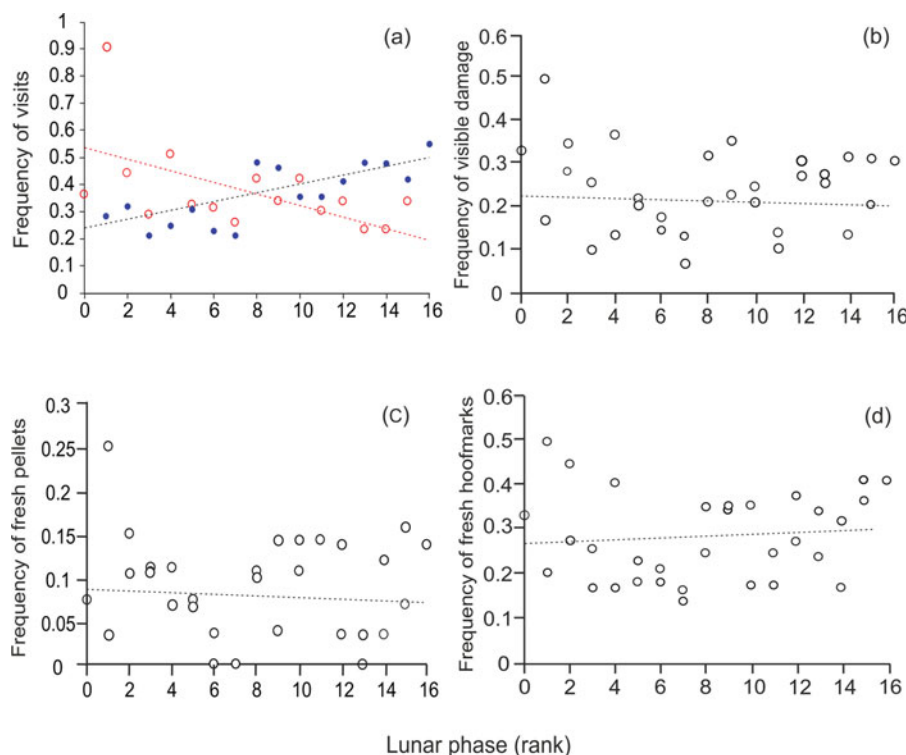 (a)
Frequency of visits
1
0.9
0.8
0.7
0.6
0.5
0.4
0.3
0.2
0.1
0
0 2 4 6 8 10 12 14 16
(b)
Frequency of visible damage
0.6
0.5
0.4
0.3
0.2
0.1
0
0 2 4 6 8 10 12 14 16
(c)
Frequency of fresh pellets
0.3
0.25
0.2
0.15
0.1
0.05
0
0 2 4 6 8 10 12 14 16
(d)
Frequency of fresh hoofmarks
0.6
0.5
0.4
0.3
0.2
0.1
0
0 2 4 6 8 10 12 14 16
Lunar phase (rank)